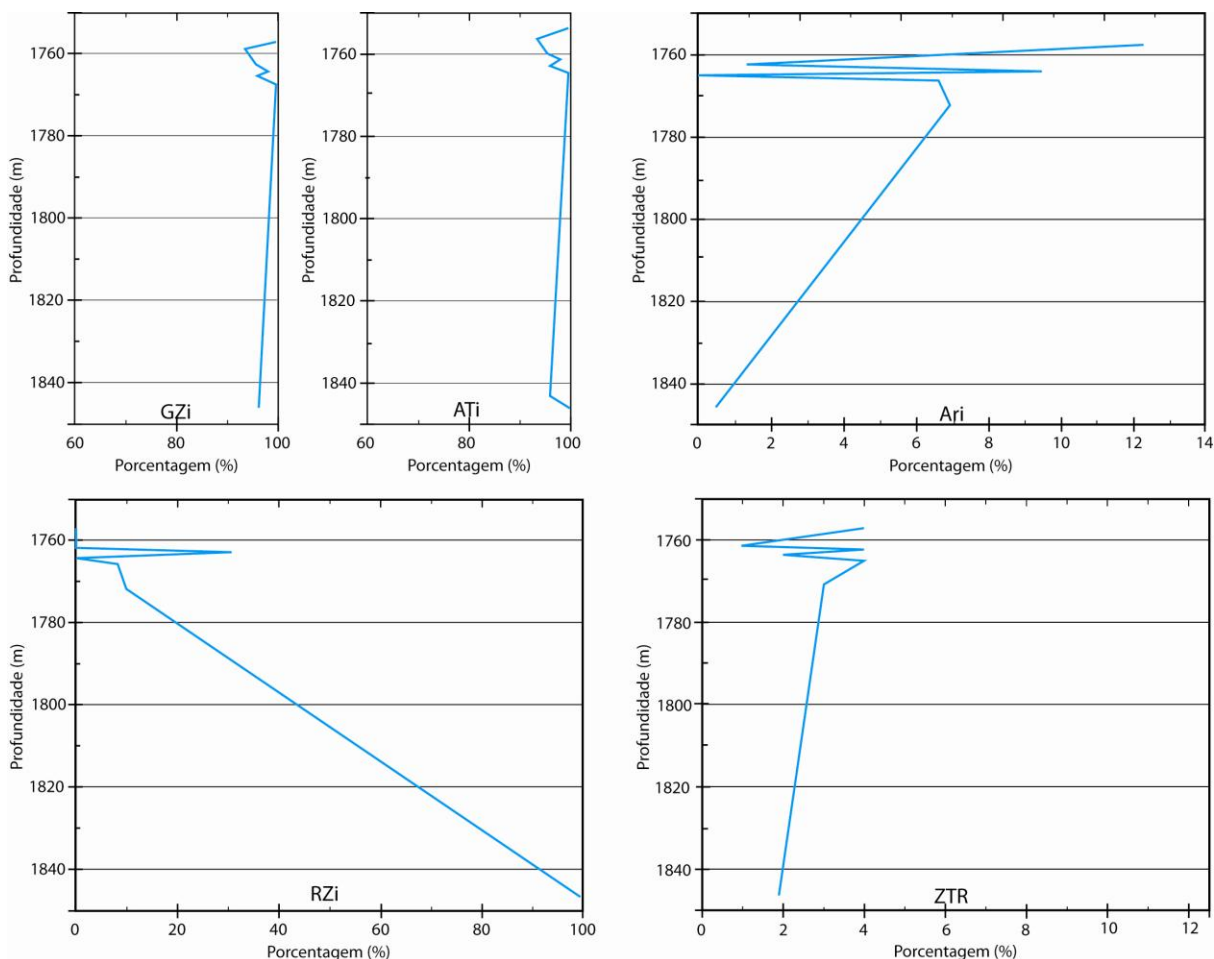 1760
1780
1800
1820
1840
Profundidade (m)
GZi
60 80 100
Porcentagem (%)
1760
1780
1800
1820
1840
Profundidade (m)
ATi
60 80 100
Porcentagem (%)
1760
1780
1800
1820
1840
Profundidade (m)
Ari
0 2 4 6 8 10 12 14
Porcentagem (%)
1760
1780
1800
1820
1840
Profundidade (m)
RZi
0 20 40 60 80 100
Porcentagem (%)
1760
1780
1800
1820
1840
Profundidade (m)
ZTR
0 2 4 6 8 10 12
Porcentagem (%)